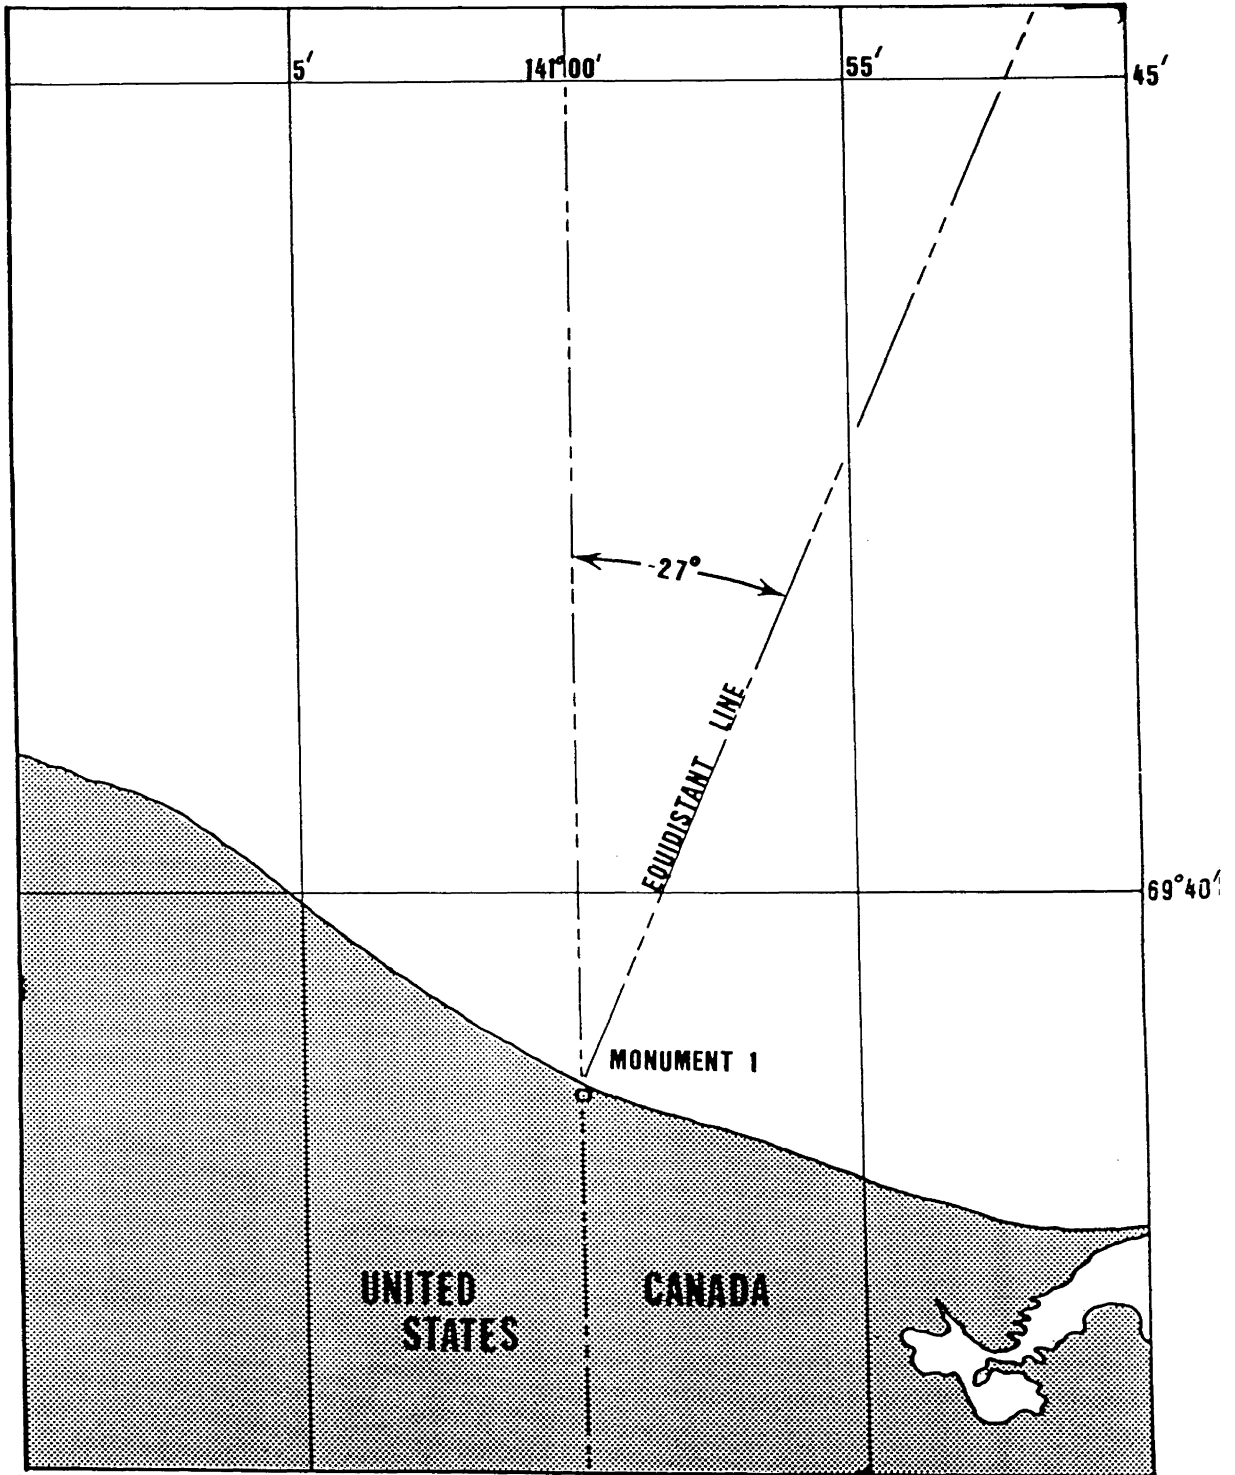 5′ 141°00′ 55′
45′
27°
EQUIDISTANT LINE
69°40′
MONUMENT 1
UNITED
STATES
CANADA